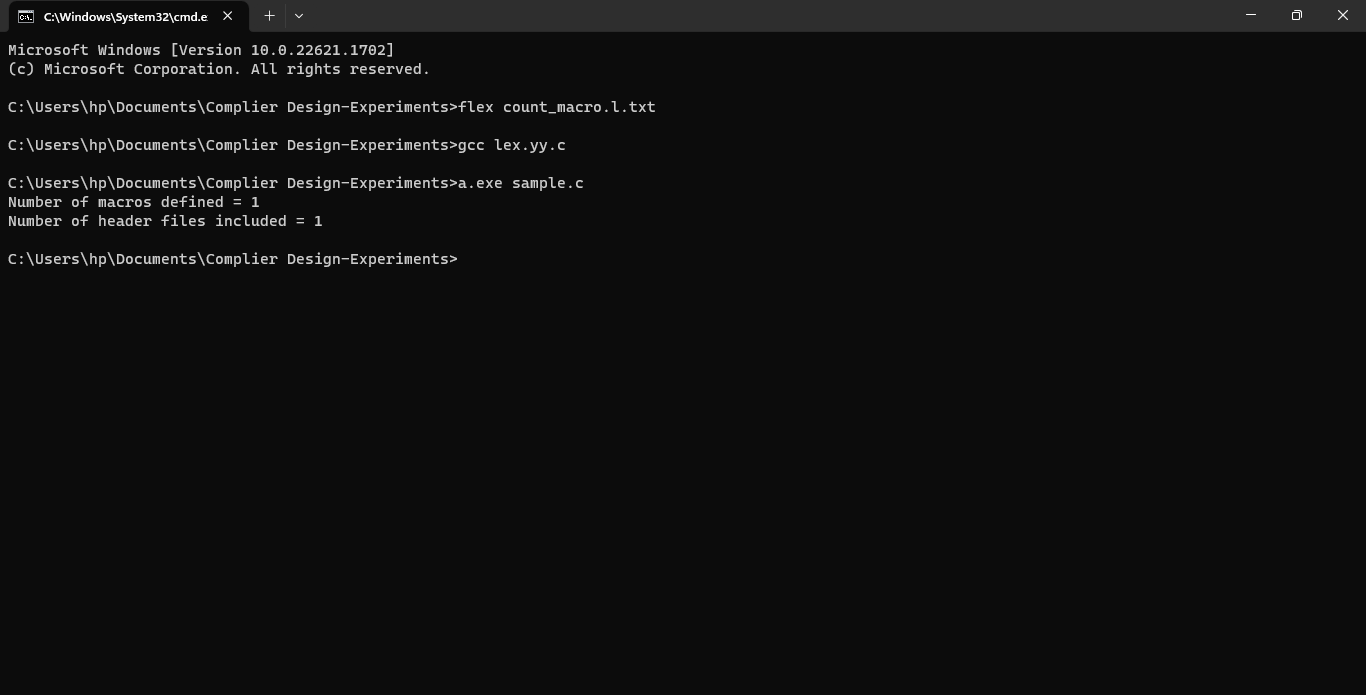 C:\Windows\System32\cmd.e
Microsoft Windows [Version 10.0.22621.1702]
(c) Microsoft Corporation. All rights reserved.
C:\Users\hp\Documents\Complier Design-Experiments>flex count_macro.l.txt
C:\Users\hp\Documents\Complier Design-Experiments>gcc lex.yy.c
C:\Users\hp\Documents\Complier Design-Experiments>a.exe sample.c
Number of macros defined = 1
Number of header files included = 1
C:\Users\hp\Documents\Complier Design-Experiments>